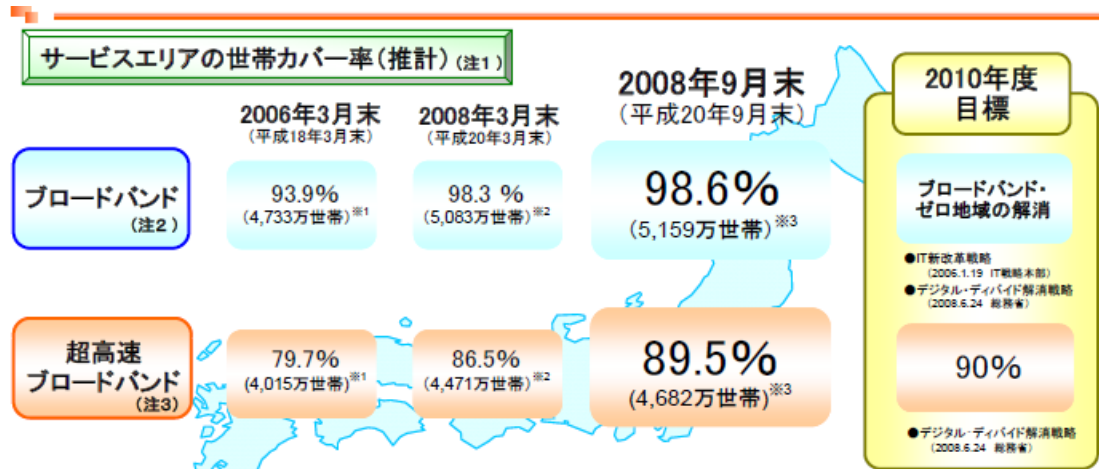 サービスエリアの世帯カバー率(推計)(注1)
2006年3月末
(平成18年3月末)
2008年3月末
(平成20年3月末)
2008年9月末
(平成20年9月末)
2010年度
目標
ブロードバンド
(注2)
93.9%
(4,733万世帯)※1
98.3 %
(5,083万世帯)※2
98.6%
(5,159万世帯)※3
ブロードバンド・
ゼロ地域の解消
●IT新改革戦略
(2006.1.19 IT戦略本部)
●デジタル・ディバイド解消戦略
(2008.6.24 総務省)
超高速
ブロードバンド
(注3)
79.7%
(4,015万世帯)※1
86.5%
(4,471万世帯)※2
89.5%
(4,682万世帯)※3
90%
●デジタル・ディバイド解消戦略
(2008.6.24 総務省)